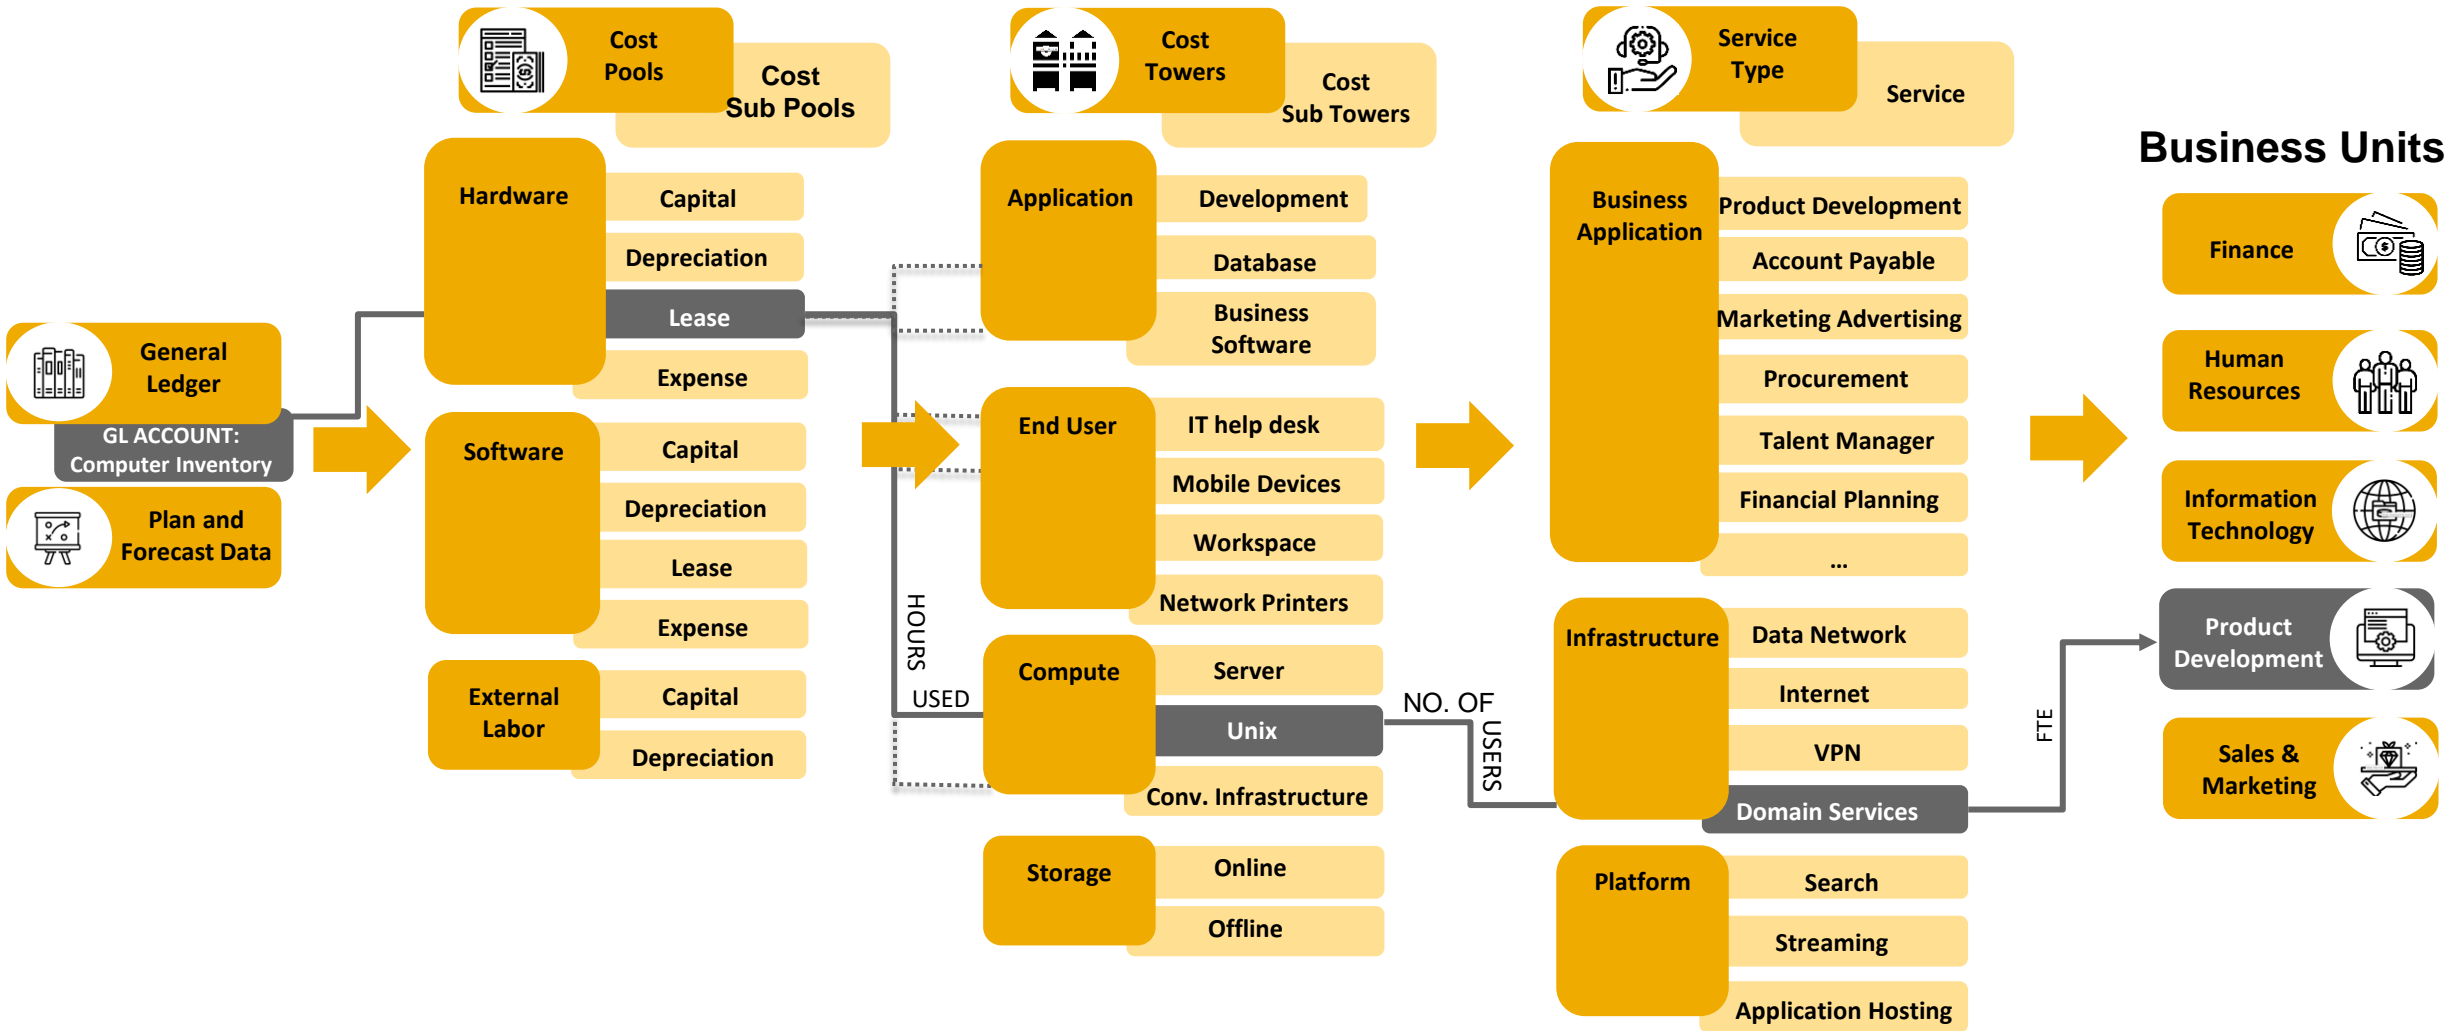 Cost
Pools
Cost
Sub Pools
Cost
Towers
Cost
Sub Towers
Service
Type
Service
Business Units
General
Ledger
GL ACCOUNT:
Computer Inventory
Plan and
Forecast Data
Hardware
Capital
Depreciation
Lease
Expense
Software
Capital
Depreciation
Lease
Expense
External
Labor
Capital
Depreciation
HOURS
USED
Application
Development
Database
Business
Software
End User
IT help desk
Mobile Devices
Workspace
Network Printers
Compute
Server
Unix
Conv. Infrastructure
Storage
Online
Offline
NO. OF
USERS
Business
Application
Product Development
Account Payable
Marketing Advertising
Procurement
Talent Manager
Financial Planning
...
Infrastructure
Data Network
Internet
VPN
Domain Services
Platform
Search
Streaming
Application Hosting
FTE
Finance
Human
Resources
Information
Technology
Product
Development
Sales &
Marketing